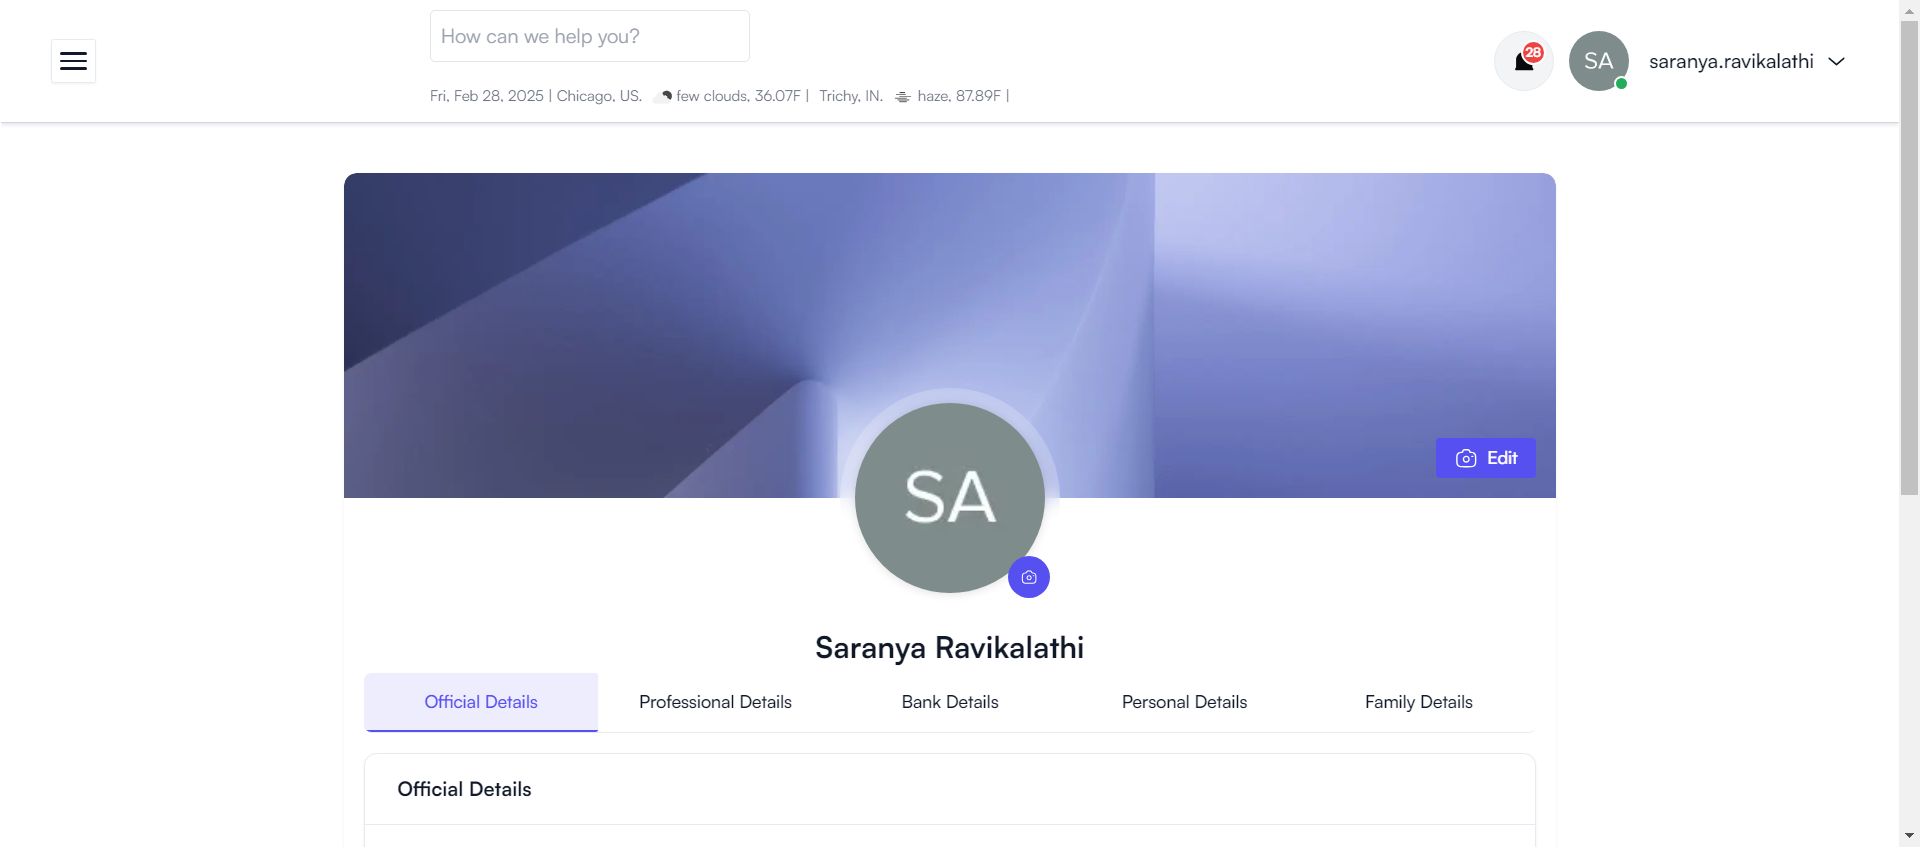 How can we help you?
Fri, Feb 28, 2025 | Chicago, US. few clouds, 36.07F | Trichy, IN. haze, 87.89F |
28
SA
saranya.ravikalathi
Edit
SA
Saranya Ravikalathi
Official Details
Professional Details
Bank Details
Personal Details
Family Details
Official Details